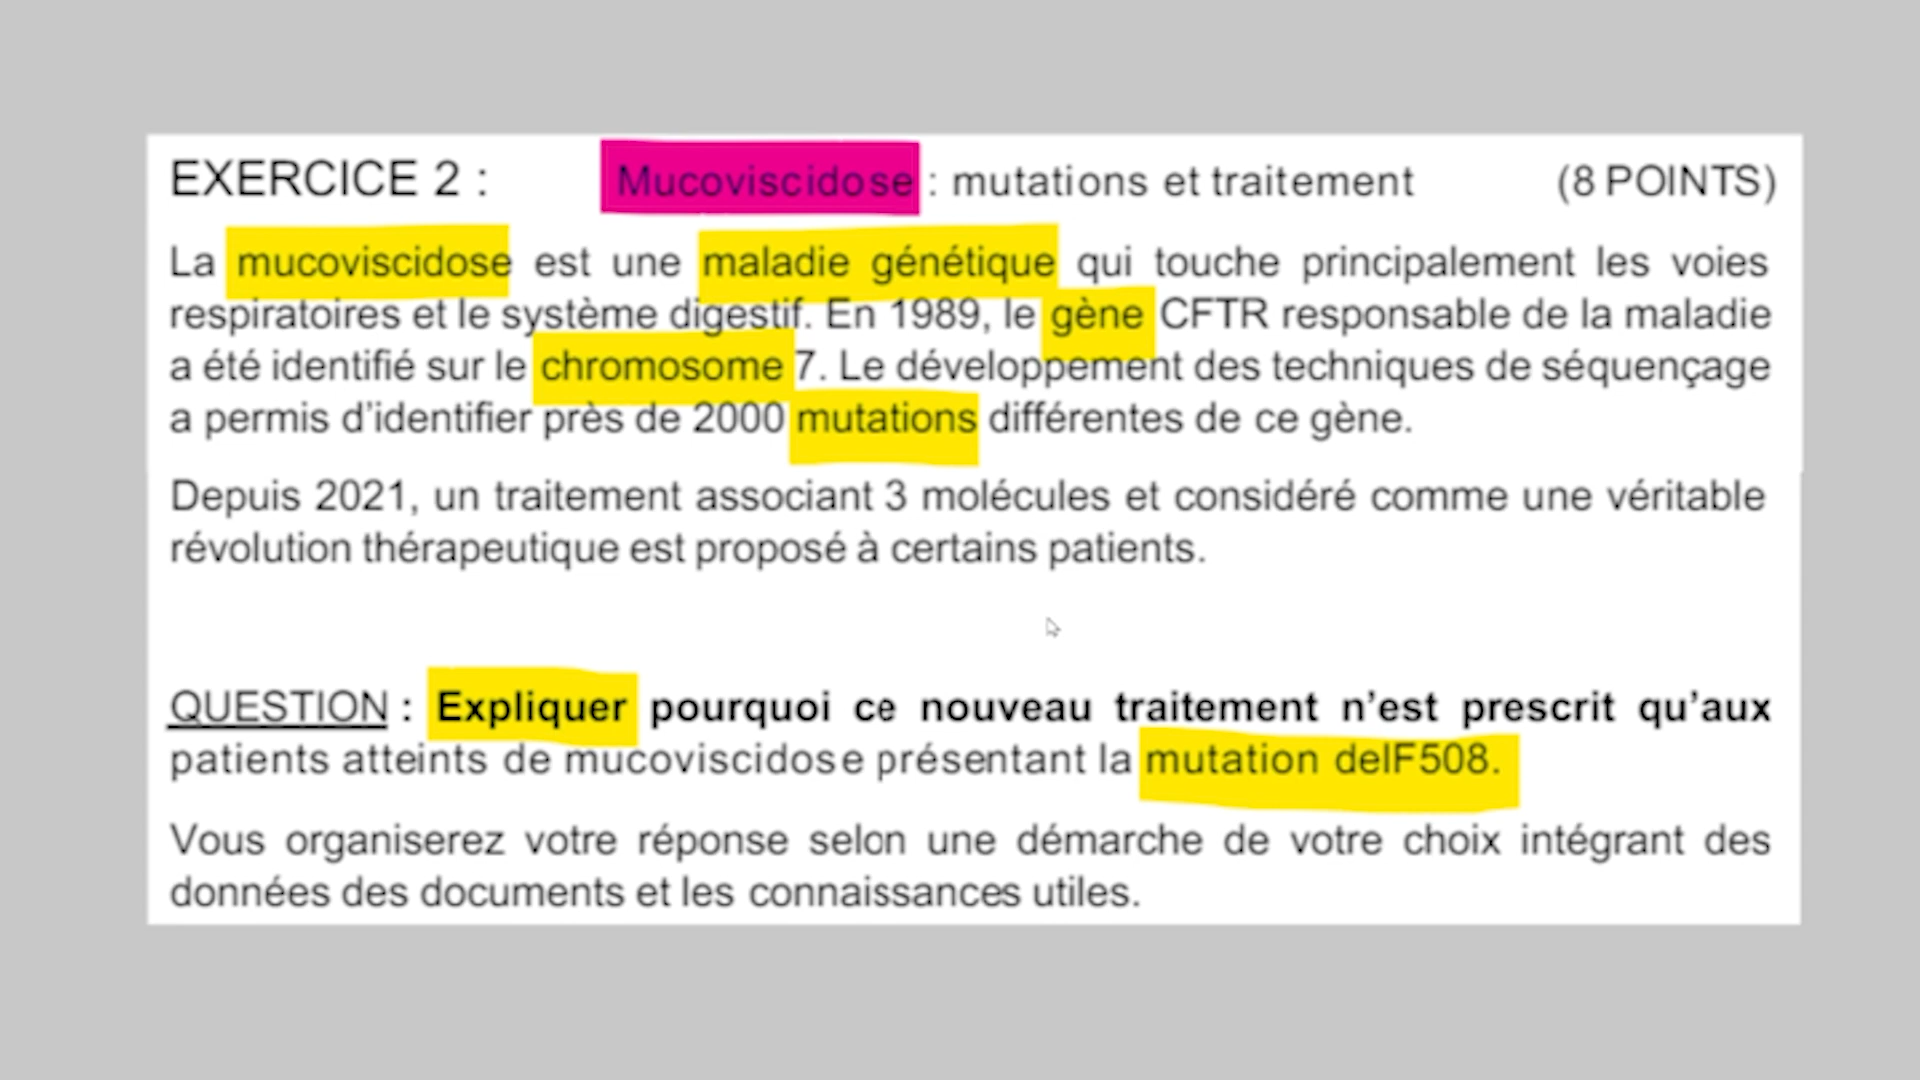 EXERCICE 2 : Mucoviscidose : mutations et traitement (8 POINTS)
La mucoviscidose est une maladie génétique qui touche principalement les voies
respiratoires et le système digestif. En 1989, le gène CFTR responsable de la maladie
a été identifié sur le chromosome 7. Le développement des techniques de séquençage
a permis d’identifier près de 2000 mutations différentes de ce gène.
Depuis 2021, un traitement associant 3 molécules et considéré comme une véritable
révolution thérapeutique est proposé à certains patients.
QUESTION : Expliquer pourquoi ce nouveau traitement n’est prescrit qu’aux
patients atteints de mucoviscidose présentant la mutation delF508.
Vous organiserez votre réponse selon une démarche de votre choix intégrant des
données des documents et les connaissances utiles.